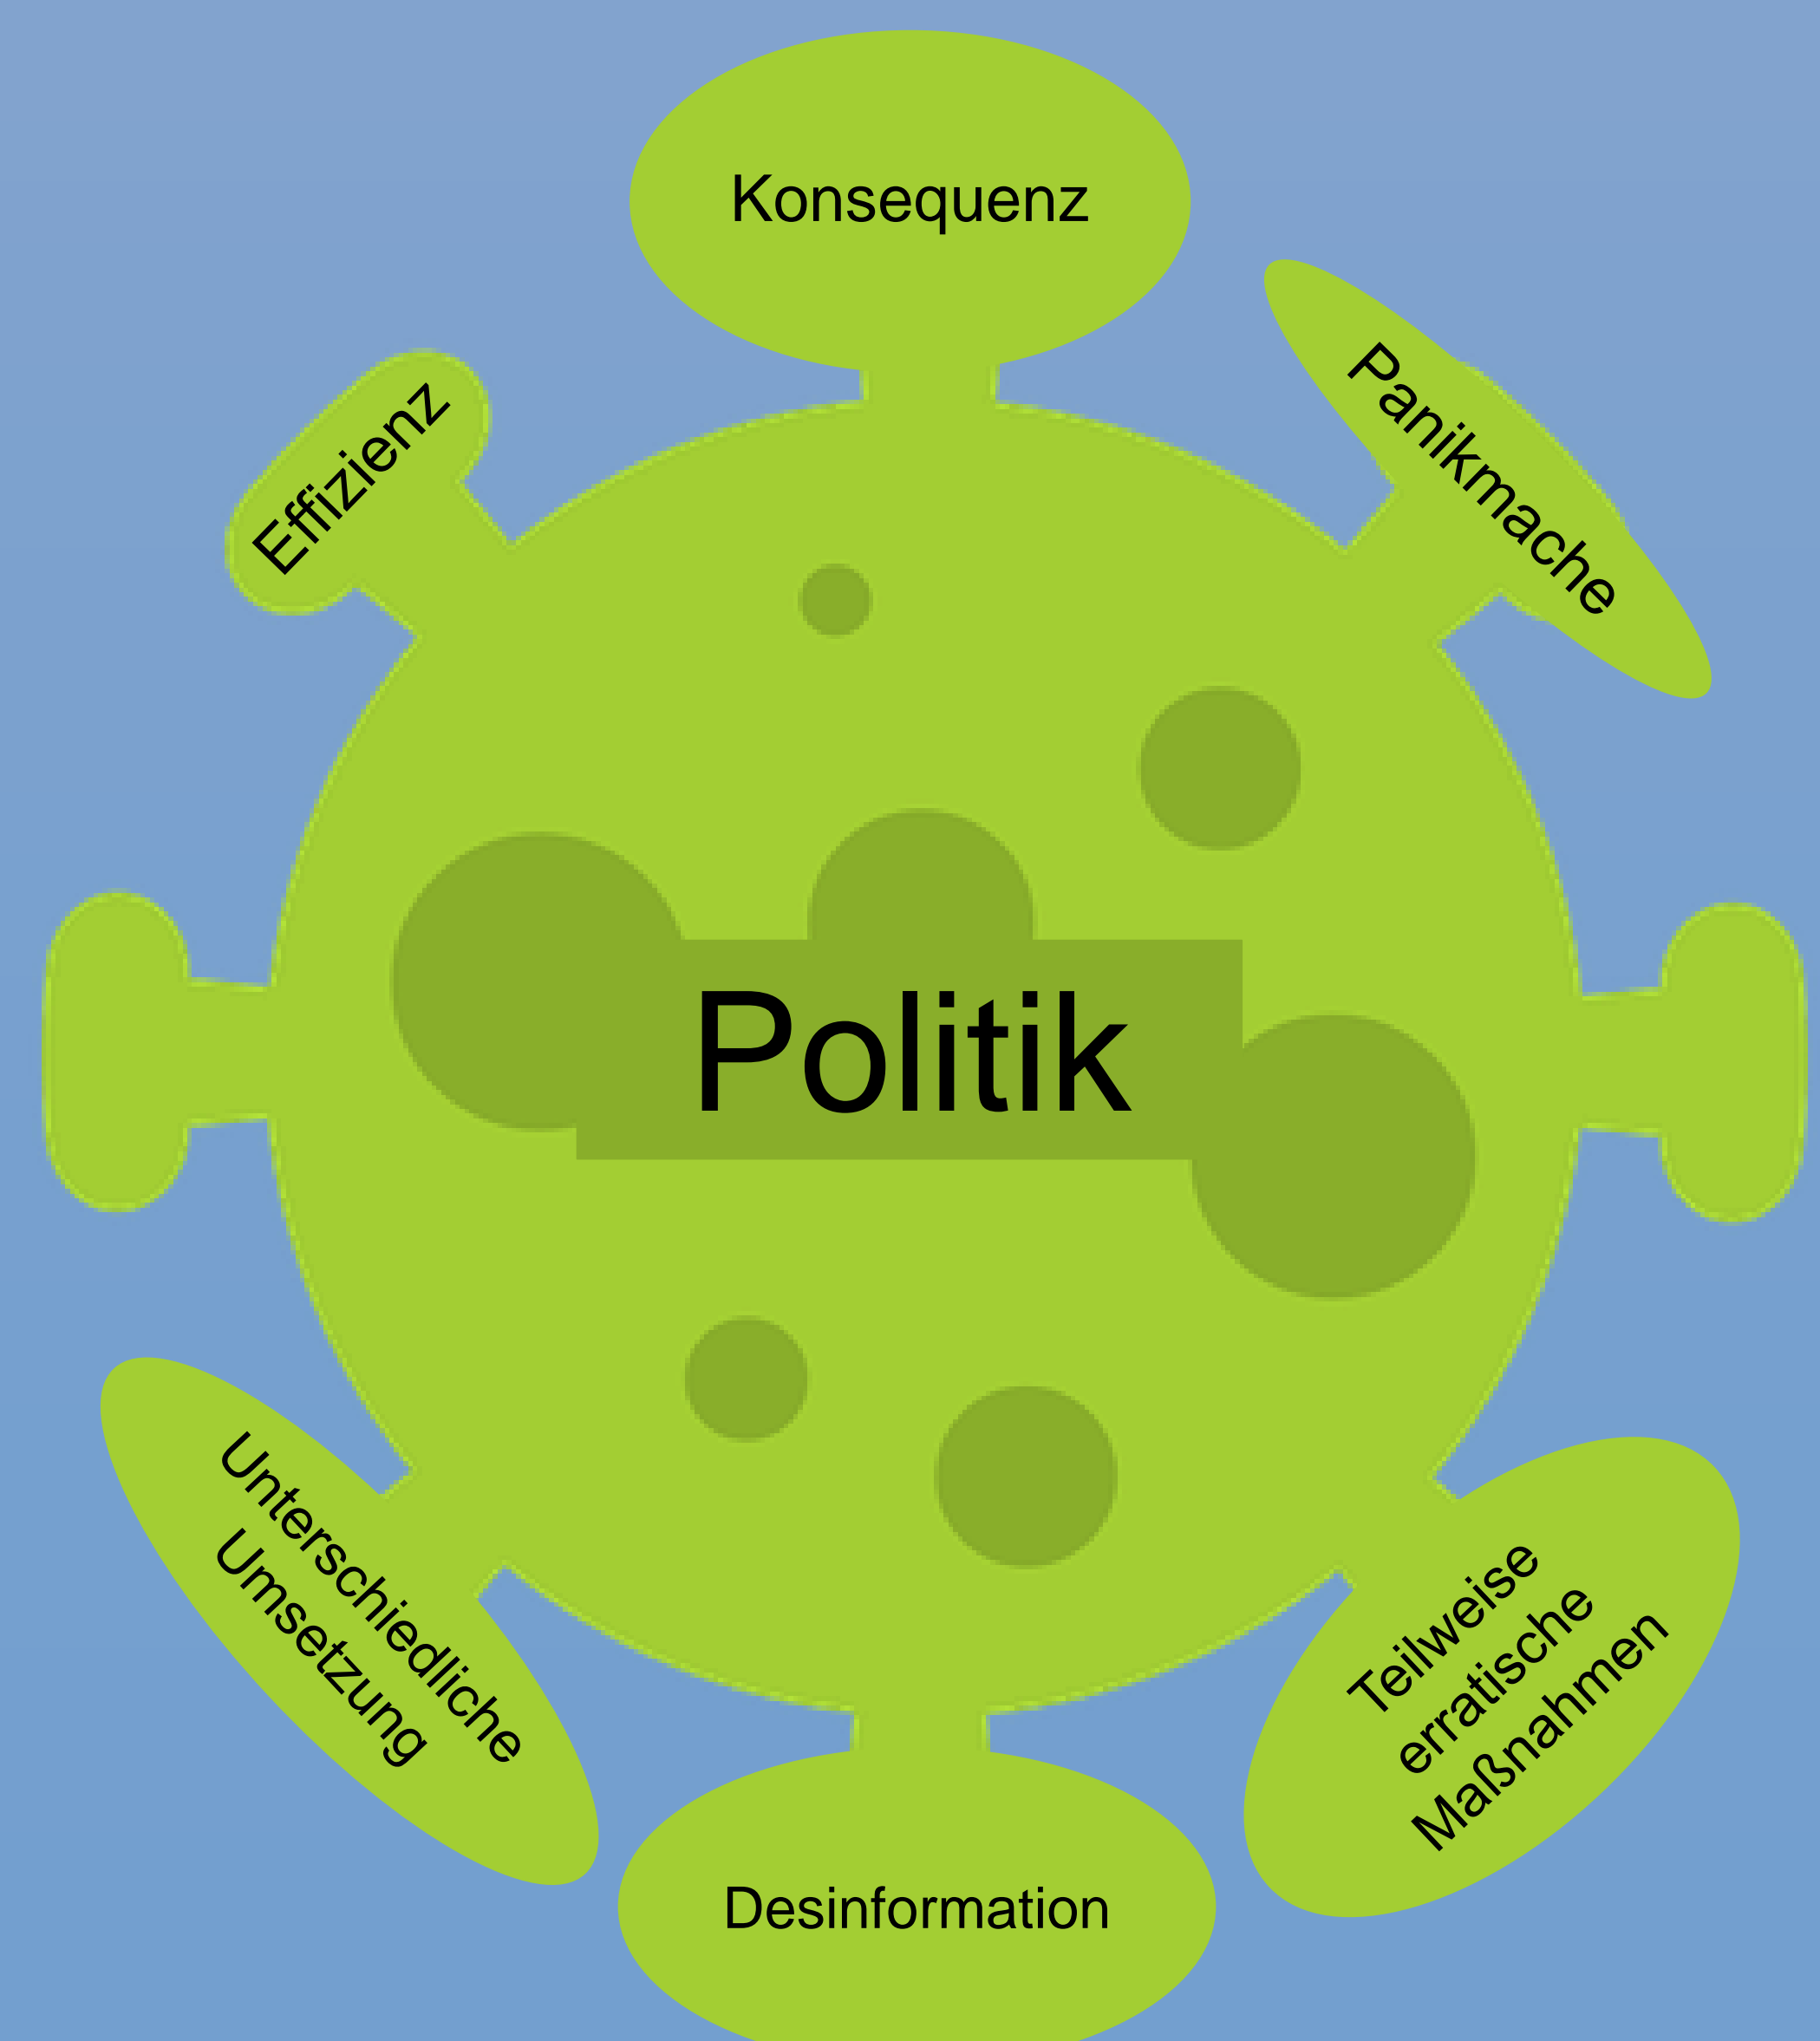 Konsequenz
Panikmache
Effizienz
Politik
Unterschiedliche
Umsetzung
Teilweise
erratische
Maßnahmen
Desinformation